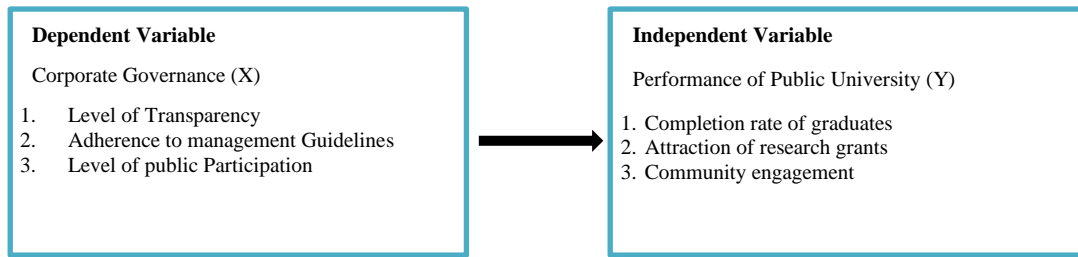 Dependent Variable
Corporate Governance (X)
1. Level of Transparency
2. Adherence to management Guidelines
3. Level of public Participation
Independent Variable
Performance of Public University (Y)
1. Completion rate of graduates
2. Attraction of research grants
3. Community engagement